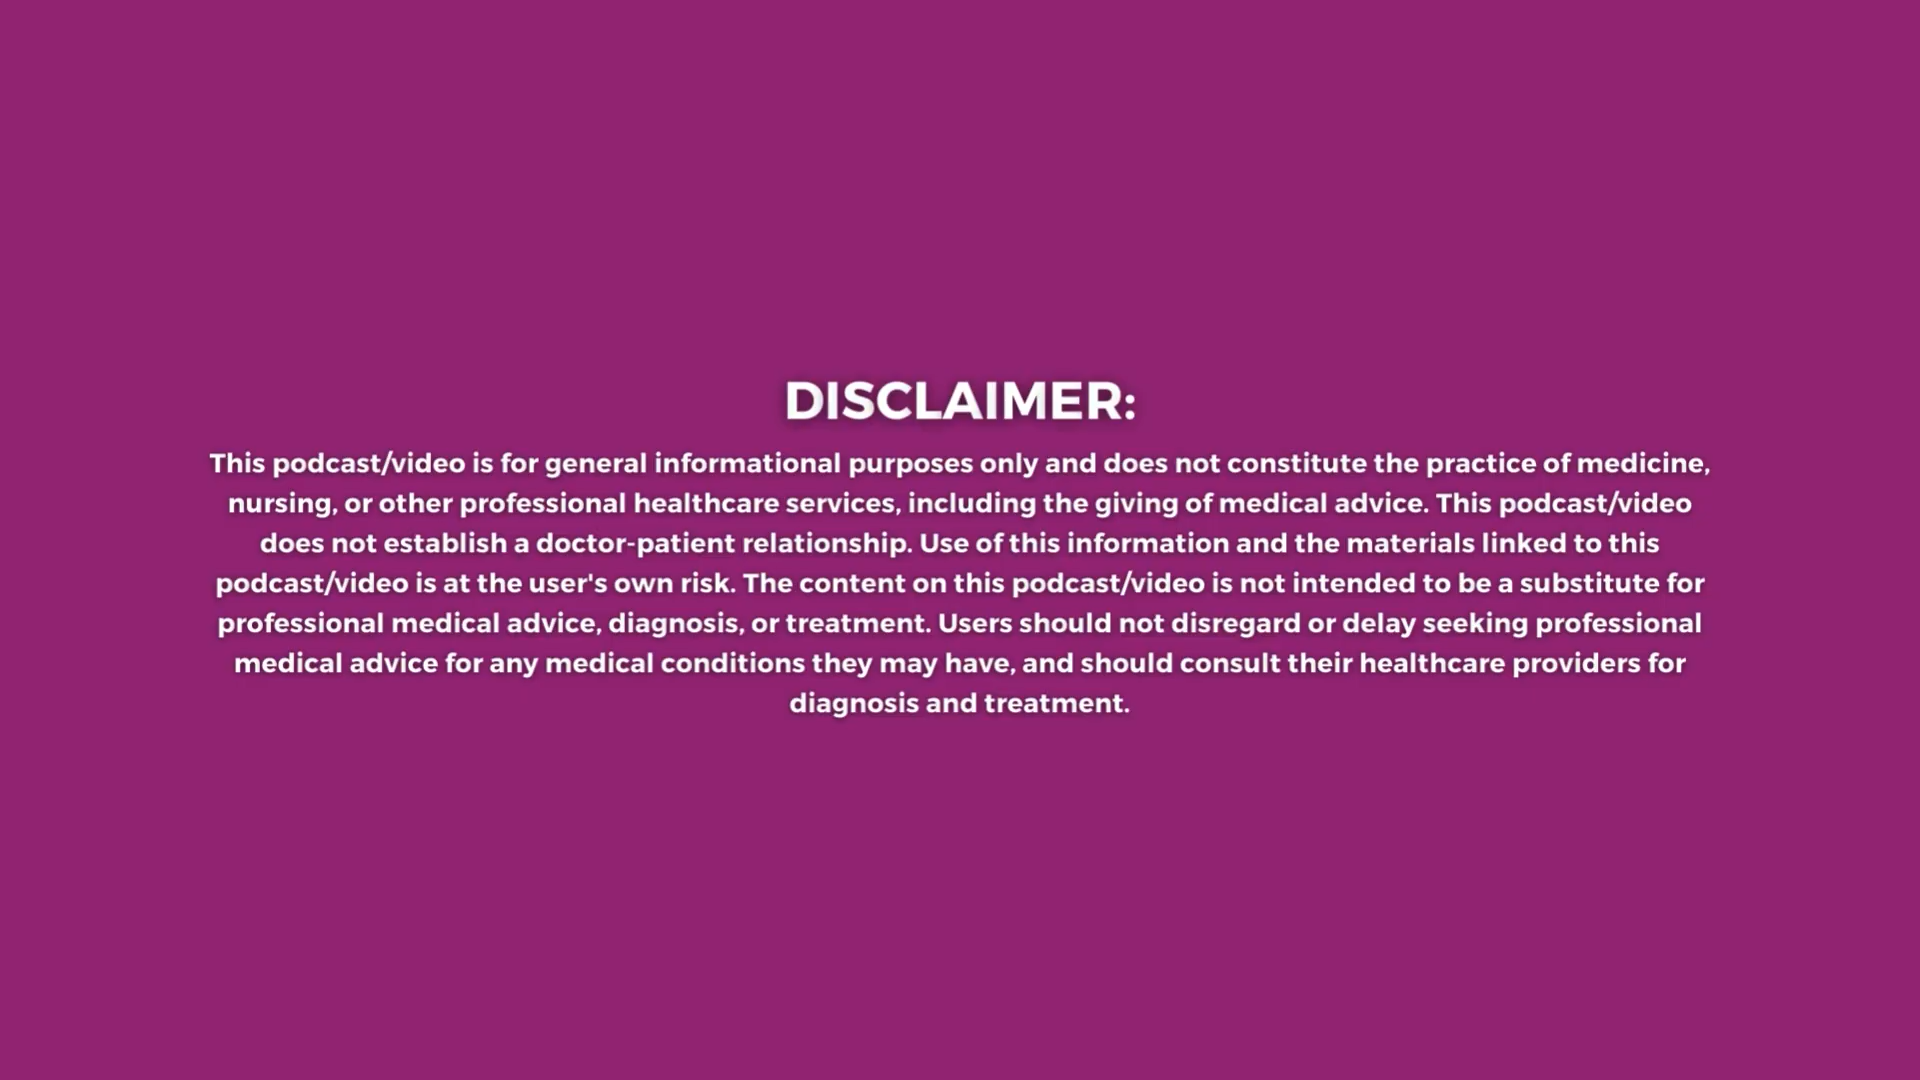 DISCLAIMER:
This podcast/video is for general informational purposes only and does not constitute the practice of medicine,
nursing, or other professional healthcare services, including the giving of medical advice. This podcast/video
does not establish a doctor-patient relationship. Use of this information and the materials linked to this
podcast/video is at the user's own risk. The content on this podcast/video is not intended to be a substitute for
professional medical advice, diagnosis, or treatment. Users should not disregard or delay seeking professional
medical advice for any medical conditions they may have, and should consult their healthcare providers for
diagnosis and treatment.